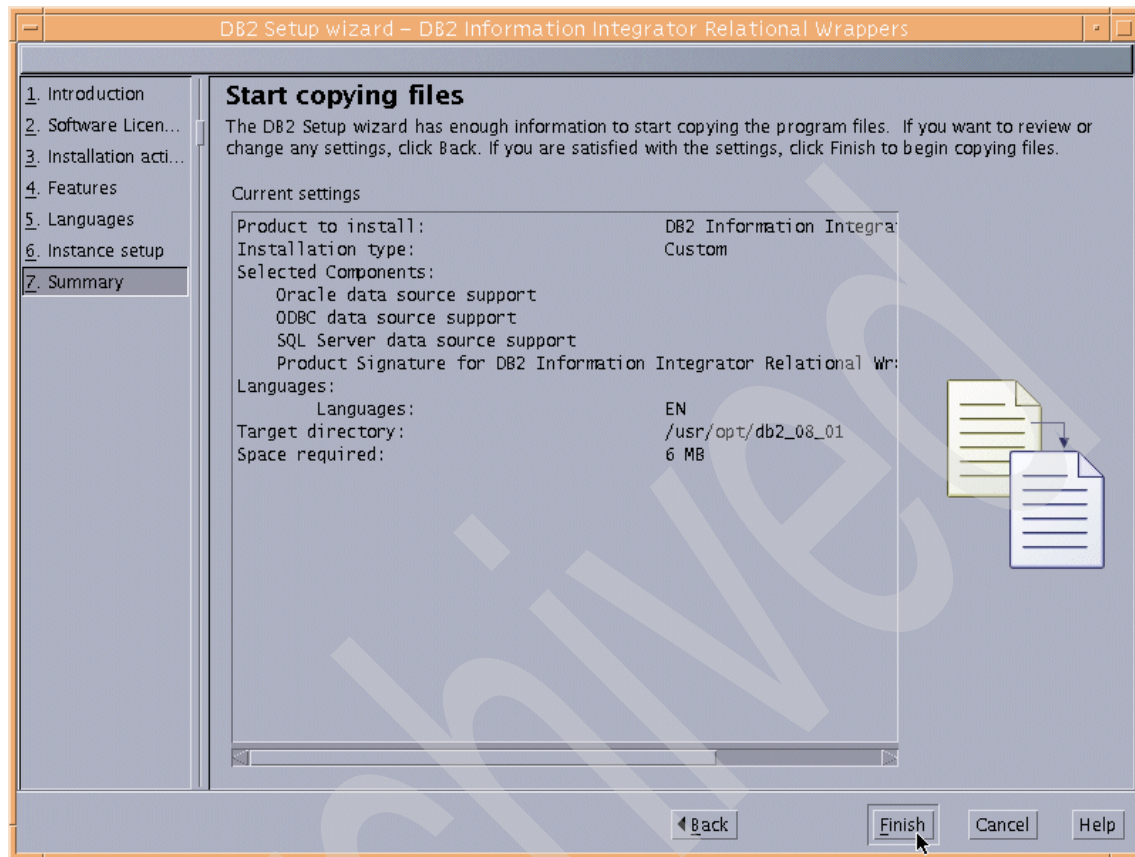 DB2 Setup wizard – DB2 Information Integrator Relational Wrappers
1. Introduction
2. Software Licen...
3. Installation acti...
4. Features
5. Languages
6. Instance setup
7. Summary
Start copying files
The DB2 Setup wizard has enough information to start copying the program files. If you want to review or
change any settings, click Back. If you are satisfied with the settings, click Finish to begin copying files.
Current settings
Product to install: DB2 Information Integra
Installation type: Custom
Selected Components:
Oracle data source support
ODBC data source support
SQL Server data source support
Product Signature for DB2 Information Integrator Relational Wr
Languages:
Languages: EN
Target directory: /usr/opt/db2_08_01
Space required: 6 MB
Back
Finish
Cancel
Help
hived